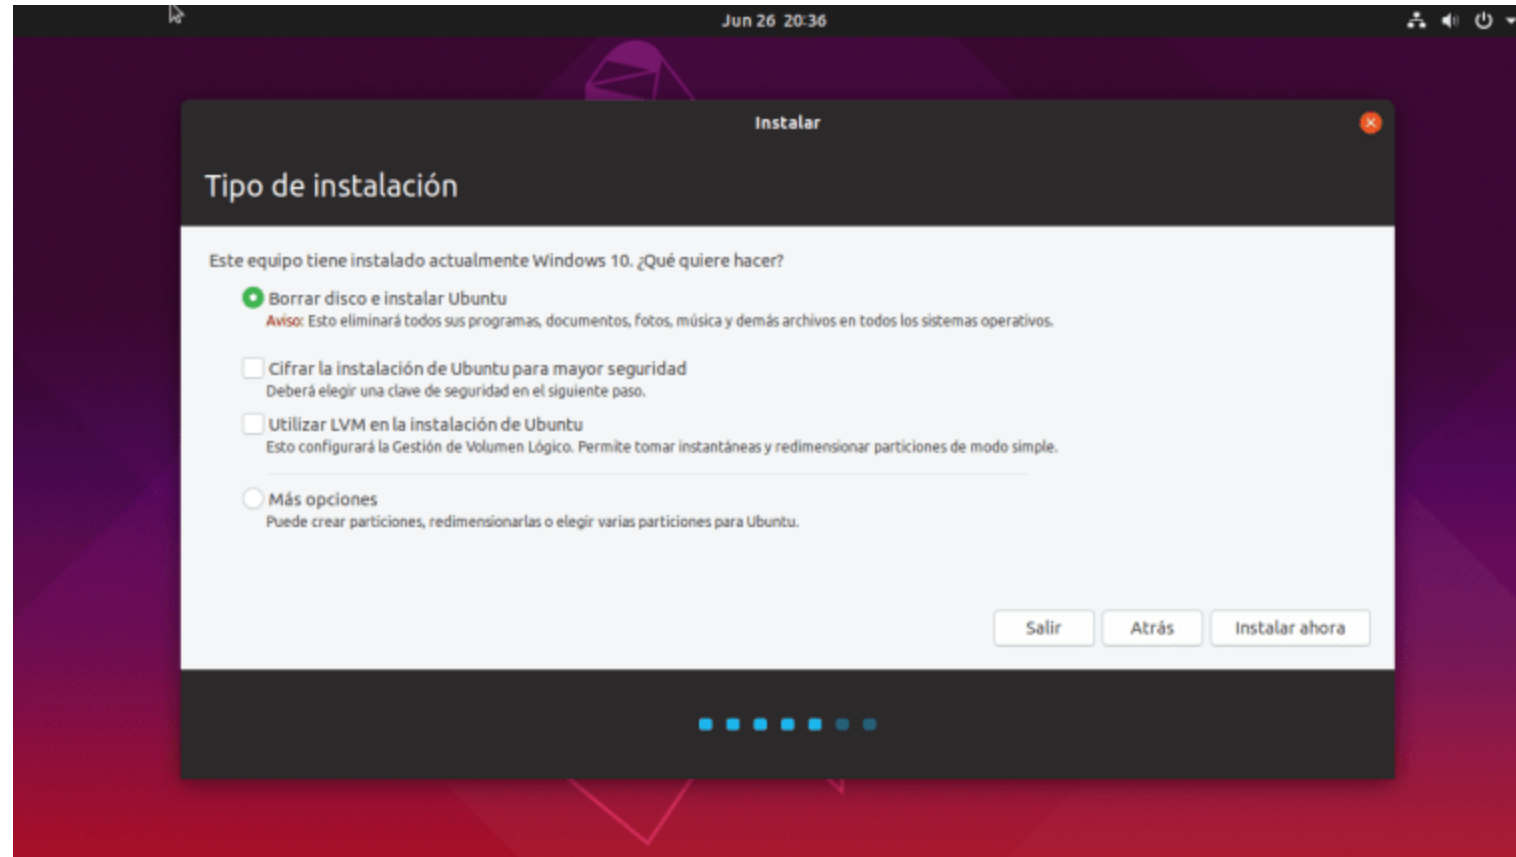 Jun 26 20:36
Instalar
Tipo de instalación
Este equipo tiene instalado actualmente Windows 10. ¿Qué quiere hacer?
Borrar disco e instalar Ubuntu
Aviso: Esto eliminará todos sus programas, documentos, fotos, música y demás archivos en todos los sistemas operativos.
Cifrar la instalación de Ubuntu para mayor seguridad
Deberá elegir una clave de seguridad en el siguiente paso.
Utilizar LVM en la instalación de Ubuntu
Esto configurará la Gestión de Volumen Lógico. Permite tomar instantáneas y redimensionar particiones de modo simple.
Más opciones
Puede crear particiones, redimensionarlas o elegir varias particiones para Ubuntu.
Salir Atrás Instalar ahora